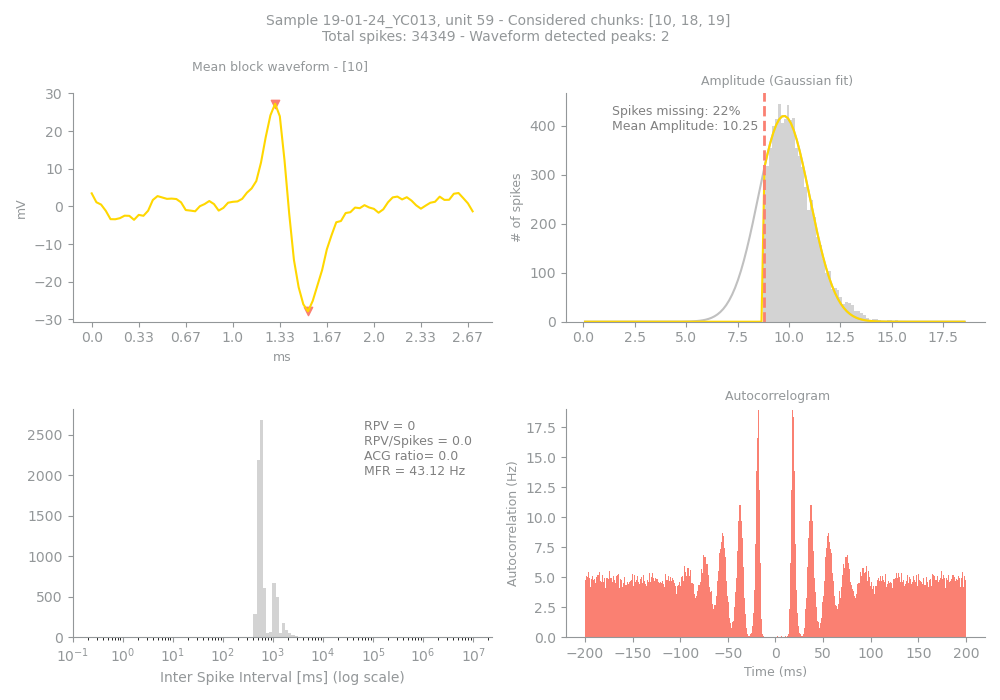 Sample 19-01-24_YC013, unit 59 - Considered chunks: [10, 18, 19]
Total spikes: 34349 - Waveform detected peaks: 2
Mean block waveform - [10]
30
20
10
0
−10
−20
−30
mV
0.0 0.33 0.67 1.0 1.33 1.67 2.0 2.33 2.67
ms
Amplitude (Gaussian fit)
Spikes missing: 22%
Mean Amplitude: 10.25
400
300
200
100
0
# of spikes
0.0 2.5 5.0 7.5 10.0 12.5 15.0 17.5
RPV = 0
RPV/Spikes = 0.0
ACG ratio= 0.0
MFR = 43.12 Hz
2500
2000
1500
1000
500
0
10⁻¹ 10⁰ 10¹ 10² 10³ 10⁴ 10⁵ 10⁶ 10⁷
Inter Spike Interval [ms] (log scale)
Autocorrelogram
17.5
15.0
12.5
10.0
7.5
5.0
2.5
0.0
Autocorrelation (Hz)
−200 −150 −100 −50 0 50 100 150 200
Time (ms)